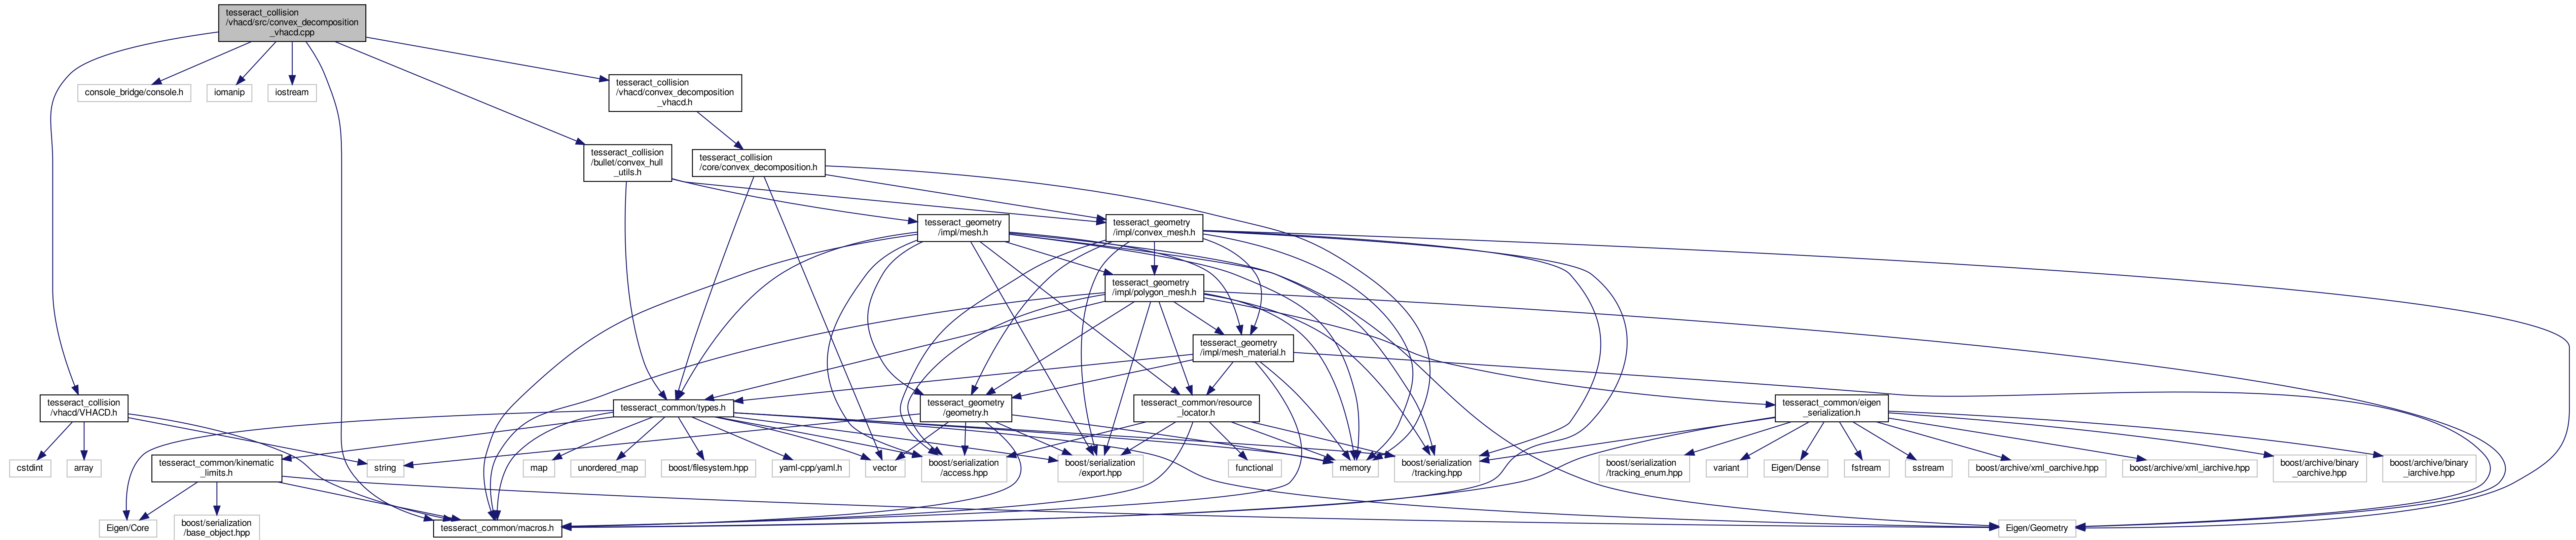 tesseract_collision
/vhacd/src/convex_decomposition
_vhacd.cpp
console_bridge/console.h
iomanip
iostream
tesseract_collision
/vhacd/convex_decomposition
_vhacd.h
tesseract_collision
/bullet/convex_hull
_utils.h
tesseract_collision
/core/convex_decomposition.h
tesseract_geometry
/impl/mesh.h
tesseract_geometry
/impl/convex_mesh.h
tesseract_geometry
/impl/polygon_mesh.h
tesseract_geometry
/impl/mesh_material.h
tesseract_collision
/vhacd/VHACD.h
tesseract_common/types.h
tesseract_geometry
/geometry.h
tesseract_common/resource
_locator.h
tesseract_common/eigen
_serialization.h
cstdint
array
tesseract_common/kinematic
_limits.h
string
map
unordered_map
boost/filesystem.hpp
yaml-cpp/yaml.h
vector
boost/serialization
/access.hpp
boost/serialization
/export.hpp
functional
memory
boost/serialization
/tracking.hpp
boost/serialization
/tracking_enum.hpp
variant
Eigen/Dense
fstream
sstream
boost/archive/xml_oarchive.hpp
boost/archive/xml_iarchive.hpp
boost/archive/binary
_oarchive.hpp
boost/archive/binary
_iarchive.hpp
Eigen/Core
boost/serialization
/base_object.hpp
tesseract_common/macros.h
Eigen/Geometry